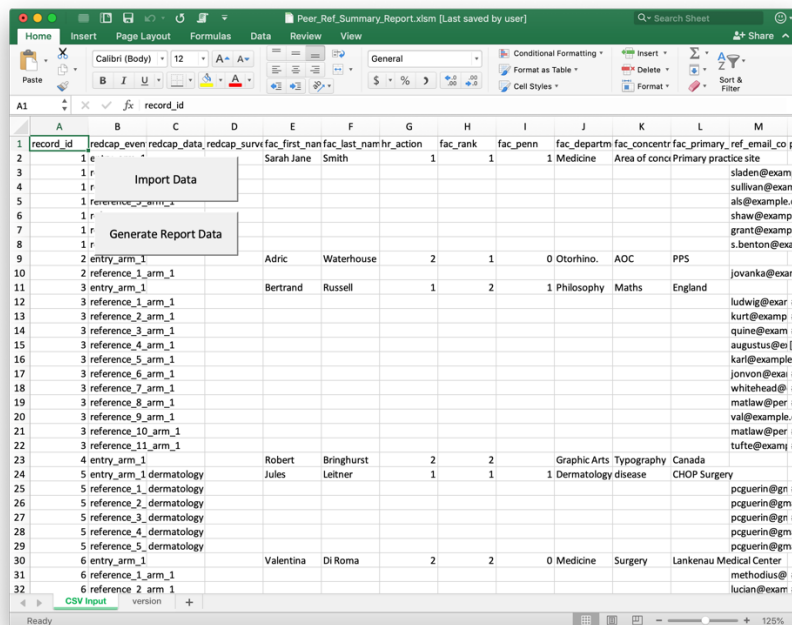 Peer_Ref_Summary_Report.xlsm [Last saved by user]
Search Sheet
Home Insert Page Layout Formulas Data Review View
Share
Paste
Calibri (Body) 12 A A
B I U A
General
$ % )
Conditional Formatting
Format as Table
Cell Styles
Insert
Delete
Format
Sort &
Filter
A1 fx record_id
A B C D E F G H I J K L M
1 record_id redcap_even redcap_data_ redcap_surve fac_first_nan fac_last_nam hr_action fac_rank fac_penn fac_departm fac_concentr fac_primary_ ref_email_co
2 1 Sarah Jane Smith 1 1 1 Medicine Area of conc Primary practice site
3 1 sladen@exam
4 1 sullivan@exam
5 1 reference_3_arm_1 als@example.
6 1 shaw@examp
7 1 grant@examp
8 1 s.benton@exa
Import Data
Generate Report Data
9 2 entry_arm_1 Adric Waterhouse 2 1 0 Otorhino. AOC PPS
10 2 reference_1_arm_1 jovanka@exa
11 3 entry_arm_1 Bertrand Russell 1 2 1 Philosophy Maths England
12 3 reference_1_arm_1 ludwig@exa
13 3 reference_2_arm_1 kurt@examp
14 3 reference_3_arm_1 quine@exam
15 3 reference_4_arm_1 augustus@e
16 3 reference_5_arm_1 karl@example
17 3 reference_6_arm_1 jonvon@exa
18 3 reference_7_arm_1 whitehead@
19 3 reference_8_arm_1 matlaw@per
20 3 reference_9_arm_1 val@example.
21 3 reference_10_arm_1 matlaw@per
22 3 reference_11_arm_1 tufte@examp
23 4 entry_arm_1 Robert Bringhurst 2 2 Graphic Arts Typography Canada
24 5 entry_arm_1 dermatology Jules Leitner 1 1 1 Dermatology disease CHOP Surgery
25 5 reference_1_ dermatology pcguerin@gn
26 5 reference_2_ dermatology pcguerin@gm
27 5 reference_3_ dermatology pcguerin@gn
28 5 reference_4_ dermatology pcguerin@gm
29 5 reference_5_ dermatology pcguerin@gm
30 6 entry_arm_1 Valentina Di Roma 2 2 0 Medicine Surgery Lankenau Medical Center
31 6 reference_1_arm_1 methodius@
32 6 reference_2_arm_1 lucian@exam
CSV Input version +
Ready 125%